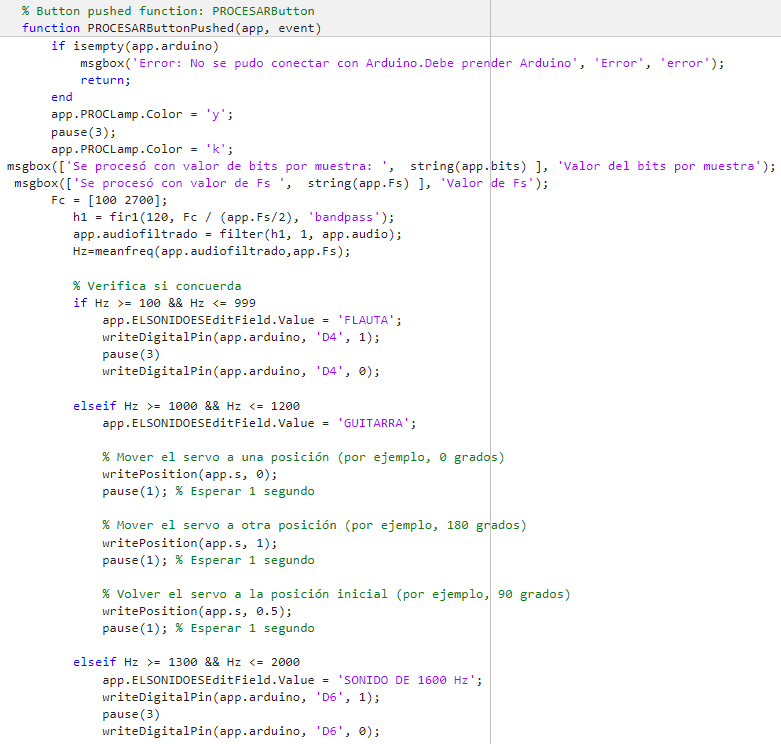 % Button pushed function: PROCESARButton
function PROCESARButtonPushed(app, event)
if isempty(app.arduino)
msgbox('Error: No se pudo conectar con Arduino.Debe prender Arduino', 'Error', 'error');
return;
end
app.PROCLamp.Color = 'y';
pause(3);
app.PROCLamp.Color = 'k';
msgbox(['Se procesó con valor de bits por muestra: ',  string(app.bits) ], 'Valor del bits por muestra');
msgbox(['Se procesó con valor de Fs ',  string(app.Fs) ], 'Valor de Fs');
Fc = [100 2700];
h1 = fir1(120, Fc / (app.Fs/2), 'bandpass');
app.audiofiltrado = filter(h1, 1, app.audio);
Hz=meanfreq(app.audiofiltrado,app.Fs);
% Verifica si concuerda
if Hz >= 100 && Hz <= 999
app.ELSONIDOESEditField.Value = 'FLAUTA';
writeDigitalPin(app.arduino, 'D4', 1);
pause(3)
writeDigitalPin(app.arduino, 'D4', 0);
elseif Hz >= 1000 && Hz <= 1200
app.ELSONIDOESEditField.Value = 'GUITARRA';
% Mover el servo a una posición (por ejemplo, 0 grados)
writePosition(app.s, 0);
pause(1); % Esperar 1 segundo
% Mover el servo a otra posición (por ejemplo, 180 grados)
writePosition(app.s, 1);
pause(1); % Esperar 1 segundo
% Volver el servo a la posición inicial (por ejemplo, 90 grados)
writePosition(app.s, 0.5);
pause(1); % Esperar 1 segundo
elseif Hz >= 1300 && Hz <= 2000
app.ELSONIDOESEditField.Value = 'SONIDO DE 1600 Hz';
writeDigitalPin(app.arduino, 'D6', 1);
pause(3)
writeDigitalPin(app.arduino, 'D6', 0);